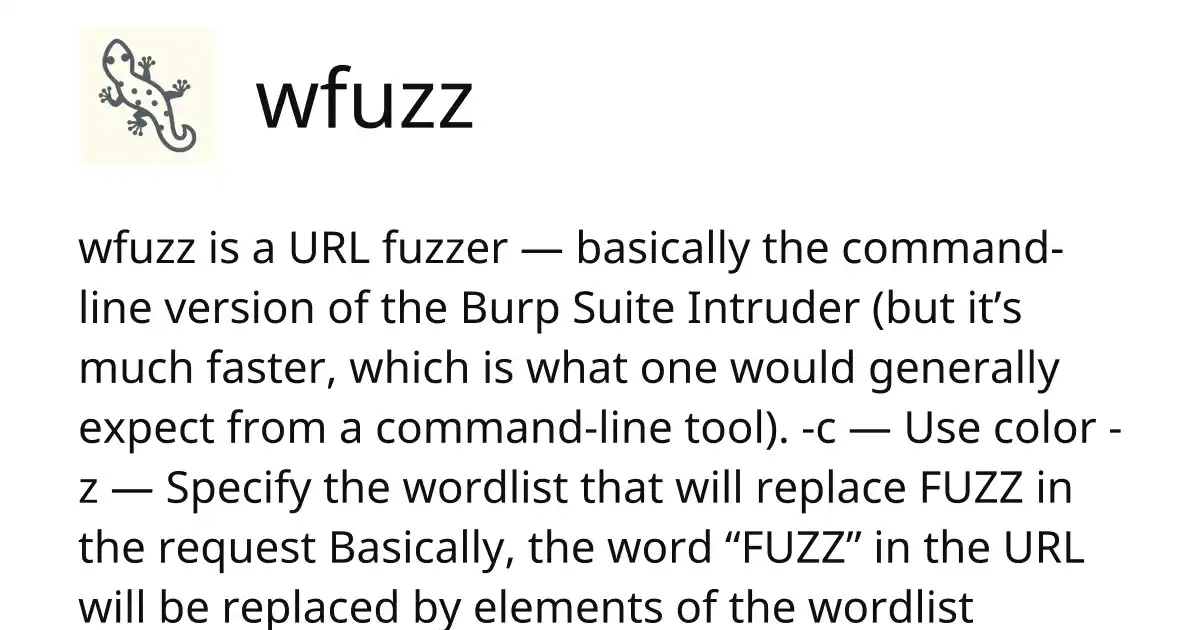 wfuzz
wfuzz is a URL fuzzer — basically the command-
line version of the Burp Suite Intruder (but it’s
much faster, which is what one would generally
expect from a command-line tool). -c — Use color -
z — Specify the wordlist that will replace FUZZ in
the request Basically, the word “FUZZ” in the URL
will be replaced by elements of the wordlist